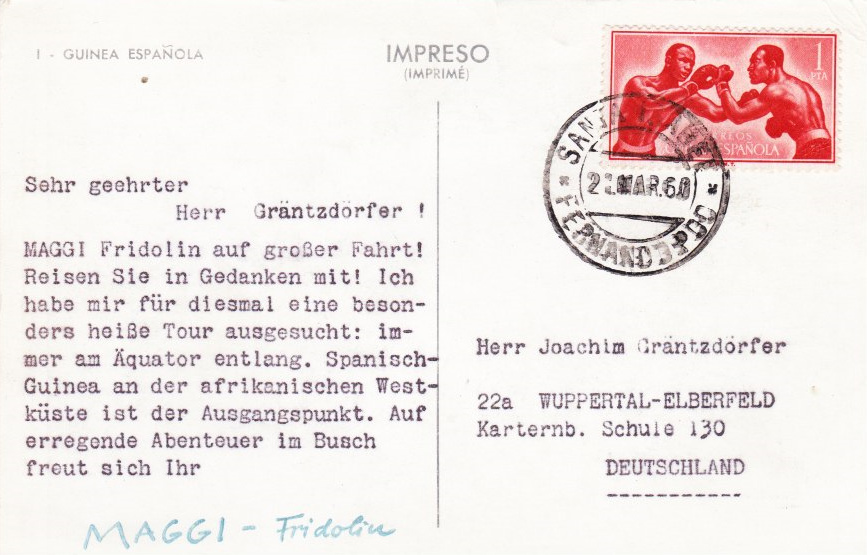 I - GUINEA ESPAÑOLA
IMPRESO
(IMPRIMÉ)
1
PTA
CORREOS
ESPAÑOLA
SANTA ISABEL
MAR 60
FERNANDO POO
Sehr geehrter
Herr Gräntzdörfer !
MAGGI Fridolin auf großer Fahrt!
Reisen Sie in Gedanken mit! Ich
habe mir für diesmal eine beson-
ders heiße Tour ausgesucht: im-
mer am Äquator entlang. Spanisch-
Guinea an der afrikanischen West-
küste ist der Ausgangspunkt. Auf
erregende Abenteuer im Busch
freut sich Ihr
MAGGI - Fridolin
Herr Joachim Gräntzdörfer
22a WUPPERTAL-ELBERFELD
Karternb. Schule 130
DEUTSCHLAND